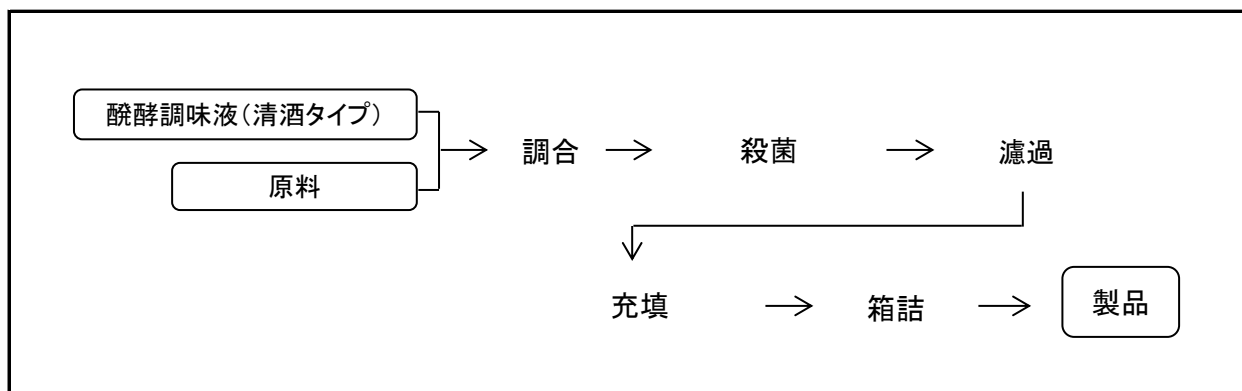 醗酵調味液（清酒タイプ）
原料
調合
殺菌
濾過
充填
箱詰
製品